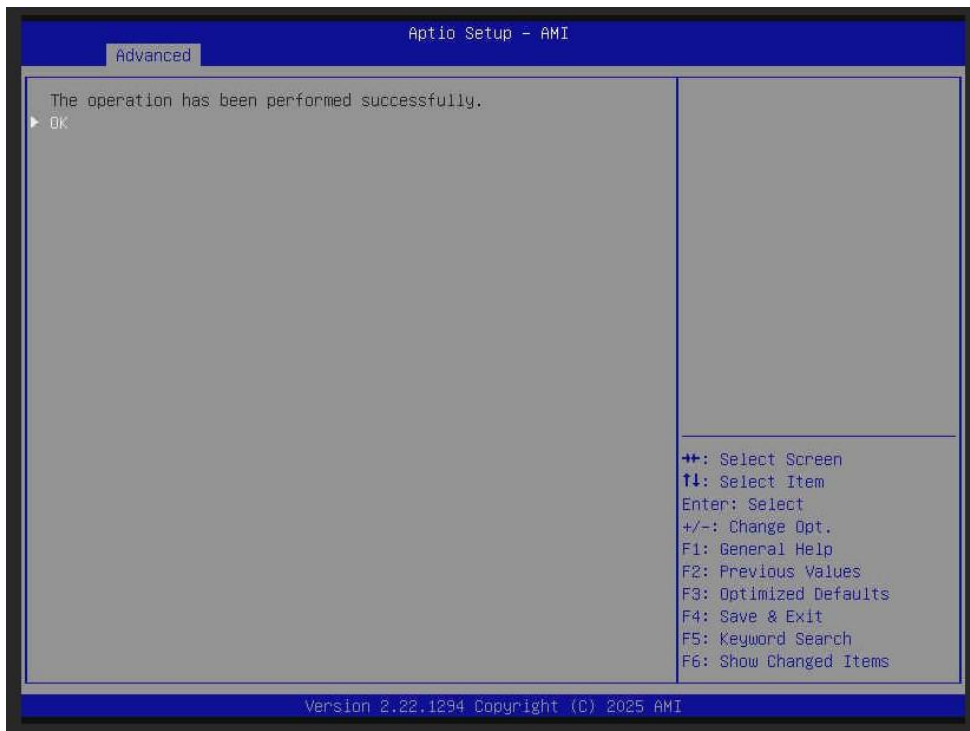 Aptio Setup - AMI
Advanced
The operation has been performed successfully.
▶ OK
→←: Select Screen
↑↓: Select Item
Enter: Select
+/-: Change Opt.
F1: General Help
F2: Previous Values
F3: Optimized Defaults
F4: Save & Exit
F5: Keyword Search
F6: Show Changed Items
Version 2.22.1294 Copyright (C) 2025 AMI